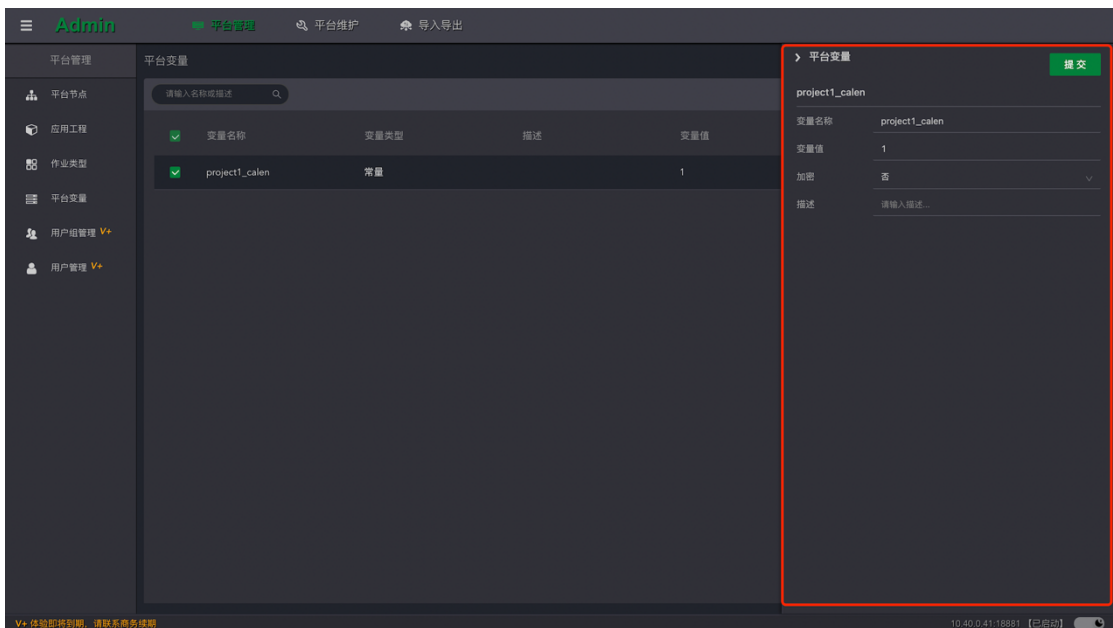 Admin 平台管理 平台维护 导入导出
平台管理
平台节点
应用工程
作业类型
平台变量
用户组管理 V+
用户管理 V+
平台变量
请输入名称或描述
变量名称 变量类型 描述 变量值
project1_calen 常量 1
平台变量
提交
project1_calen
变量名称 project1_calen
变量值 1
加密 否
描述 请输入描述...
V+ 体验即将到期，请联系商务续期
10.40.0.41:18881 【已启动】